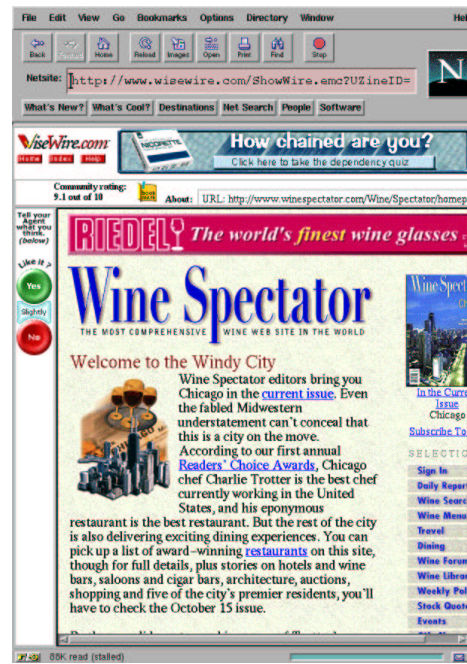 File Edit View Go Bookmarks Options Directory Window
Back Home Reload Images Open Print Find Stop
Netsite: http://www.wisewire.com/ShowWire.emc?UZineID=
What's New? What's Cool? Destinations Net Search People Software
WiseWire.com
Home Index Help
NICORETTE
How chained are you?
Click here to take the dependency quiz
Community rating:
9.1 out of 10
About: URL: http://www.winespectator.com/Wine/Spectator/homep
Tell your
Agent
what you
think.
(below)
Like it?
Yes
Slightly
No
RIEDEL The world's finest wine glasses
Wine Spectator
THE MOST COMPREHENSIVE WINE WEB SITE IN THE WORLD
Welcome to the Windy City
Wine Spectator editors bring you
Chicago in the current issue. Even
the fabled Midwestern
understatement can't conceal that
this is a city on the move.
According to our first annual
Readers' Choice Awards, Chicago
chef Charlie Trotter is the best chef
currently working in the United
States, and his eponymous
restaurant is the best restaurant. But the rest of the city
is also delivering exciting dining experiences. You can
pick up a list of award-winning restaurants on this site,
though for full details, plus stories on hotels and wine
bars, saloons and cigar bars, architecture, auctions,
shopping and five of the city's premier residents, you'll
have to check the October 15 issue.
Wine Spect
In the Curre
Issue
Chicago
Subscribe To
SELECTIO
Sign In
Daily Repor
Wine Searc
Wine Menu
Travel
Dining
Wine Forum
Wine Librar
Weekly Pol
Stock Quot
Events
88K read (stalled)